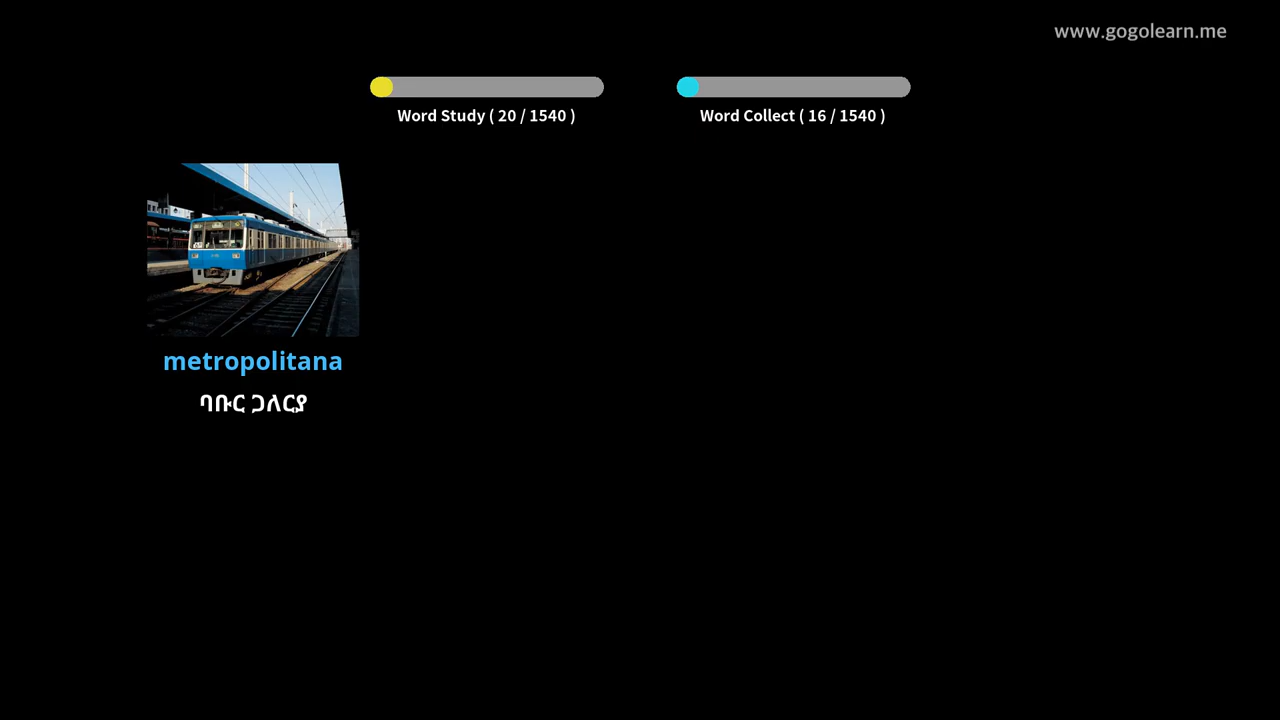 www.gogolearn.me
Word Study ( 20 / 1540 )
Word Collect ( 16 / 1540 )
metropolitana
ባቡር ጋለርያ